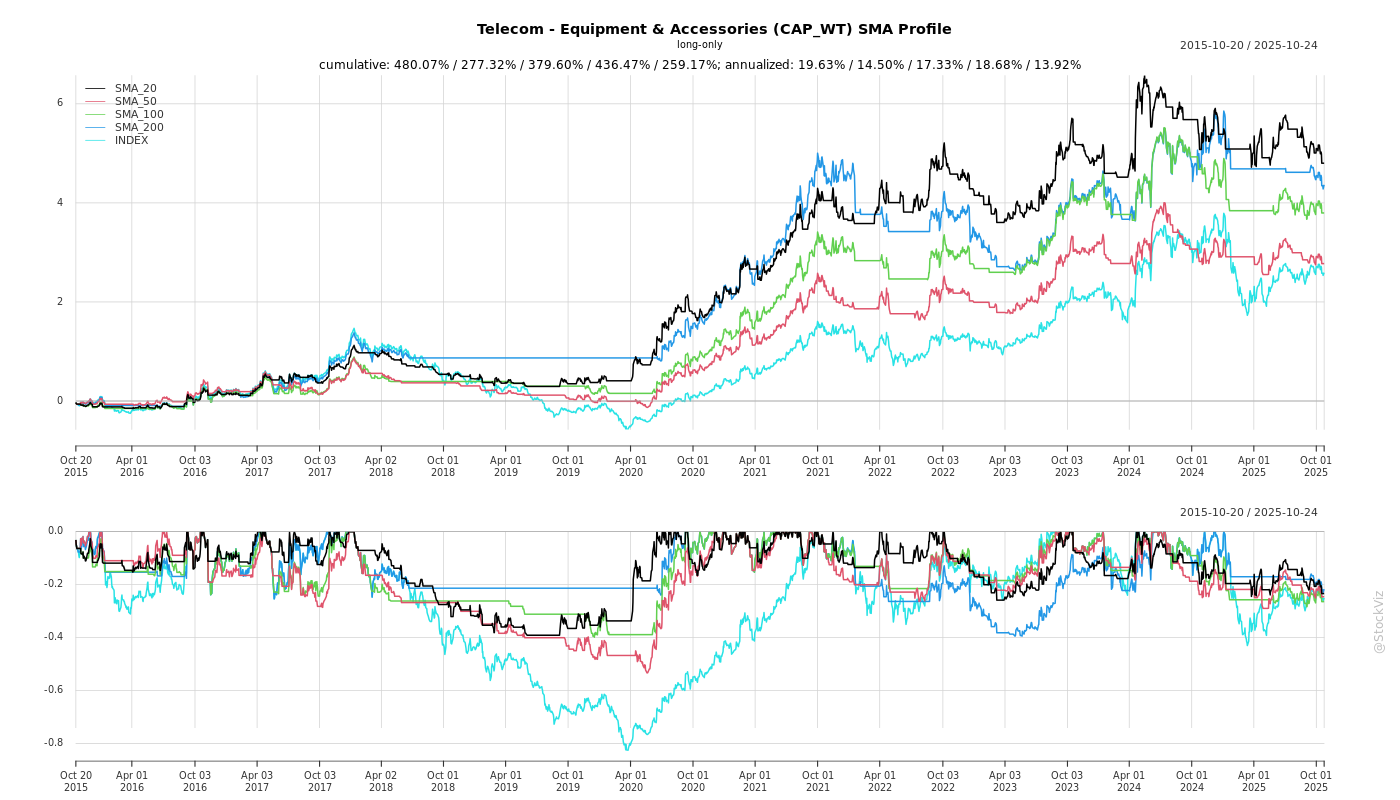 Telecom - Equipment & Accessories (CAP_WT) SMA Profile
long-only
2015-10-20 / 2025-10-24
cumulative: 480.07% / 277.32% / 379.60% / 436.47% / 259.17%; annualized: 19.63% / 14.50% / 17.33% / 18.68% / 13.92%
SMA_20
SMA_50
SMA_100
SMA_200
INDEX
6
4
2
0
Oct 20 Apr 01 Oct 03 Apr 03 Oct 03 Apr 02 Oct 01 Apr 01 Oct 01 Apr 01 Oct 01 Apr 01 Oct 01 Apr 01 Oct 03 Apr 03 Oct 03 Apr 01 Oct 01 Apr 01 Oct 01
2015 2016 2016 2017 2017 2018 2018 2019 2019 2020 2020 2021 2021 2022 2022 2023 2023 2024 2024 2025 2025
2015-10-20 / 2025-10-24
0.0
-0.2
-0.4
-0.6
-0.8
Oct 20 Apr 01 Oct 03 Apr 03 Oct 03 Apr 02 Oct 01 Apr 01 Oct 01 Apr 01 Oct 01 Apr 01 Oct 01 Apr 01 Oct 03 Apr 03 Oct 03 Apr 01 Oct 01 Apr 01 Oct 01
2015 2016 2016 2017 2017 2018 2018 2019 2019 2020 2020 2021 2021 2022 2022 2023 2023 2024 2024 2025 2025
@StockViz